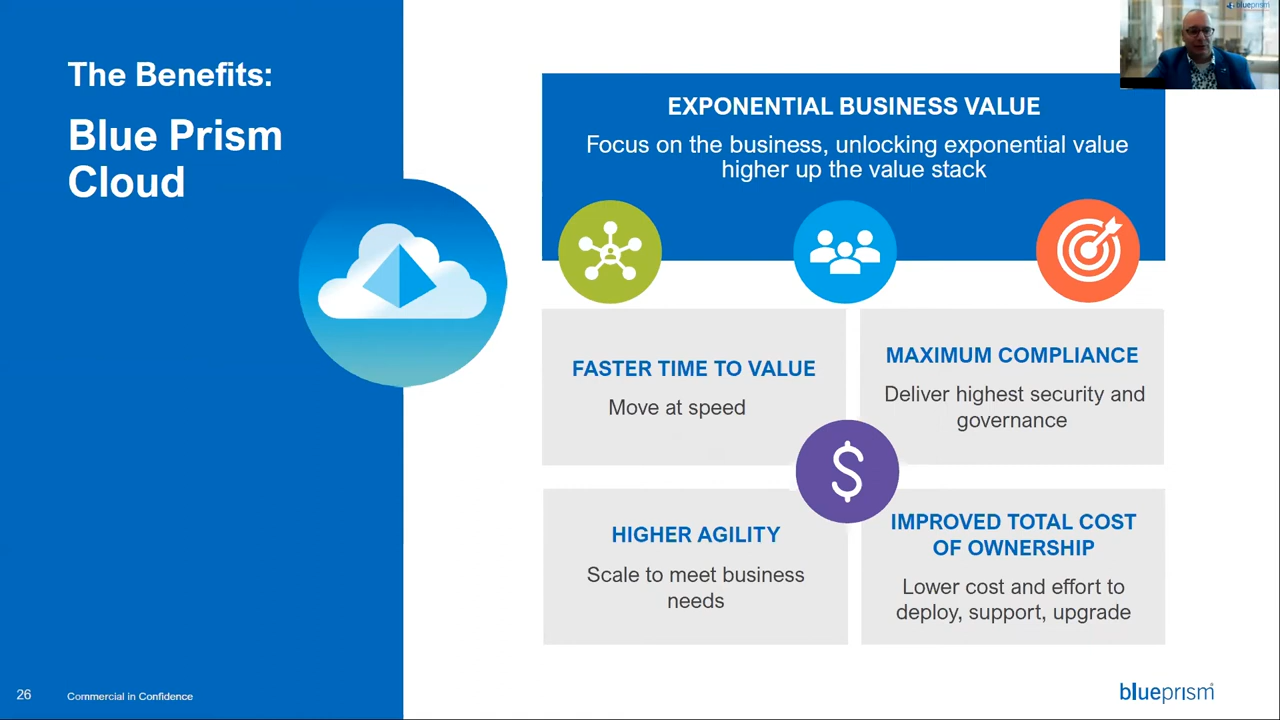 The Benefits:
Blue Prism
Cloud
EXPONENTIAL BUSINESS VALUE
Focus on the business, unlocking exponential value
higher up the value stack
FASTER TIME TO VALUE
Move at speed
MAXIMUM COMPLIANCE
Deliver highest security and
governance
HIGHER AGILITY
Scale to meet business
needs
IMPROVED TOTAL COST
OF OWNERSHIP
Lower cost and effort to
deploy, support, upgrade
26
Commercial in Confidence
blueprism
blueprism